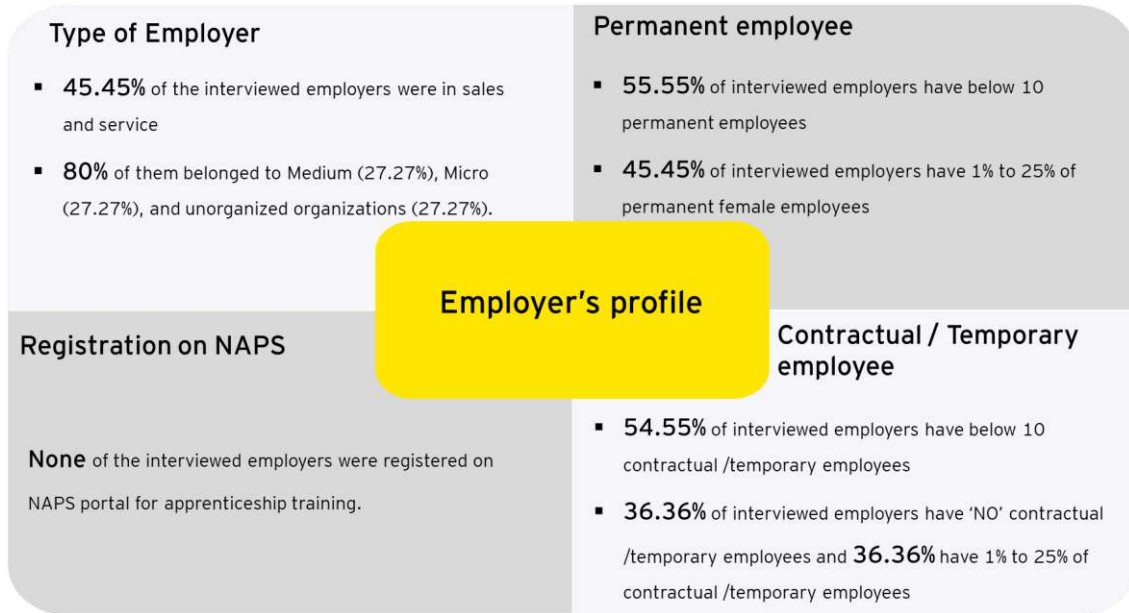 Type of Employer
▪ 45.45% of the interviewed employers were in sales
and service
▪ 80% of them belonged to Medium (27.27%), Micro
(27.27%), and unorganized organizations (27.27%).
Permanent employee
▪ 55.55% of interviewed employers have below 10
permanent employees
▪ 45.45% of interviewed employers have 1% to 25% of
permanent female employees
Employer's profile
Registration on NAPS
None of the interviewed employers were registered on
NAPS portal for apprenticeship training.
Contractual / Temporary
employee
▪ 54.55% of interviewed employers have below 10
contractual /temporary employees
▪ 36.36% of interviewed employers have ‘NO’ contractual
/temporary employees and 36.36% have 1% to 25% of
contractual /temporary employees